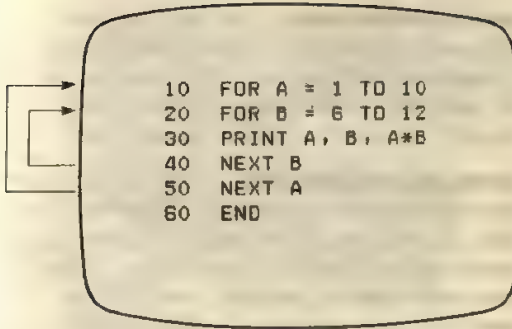 10 FOR A = 1 TO 10
20 FOR B = 6 TO 12
30 PRINT A, B, A*B
40 NEXT B
50 NEXT A
60 END